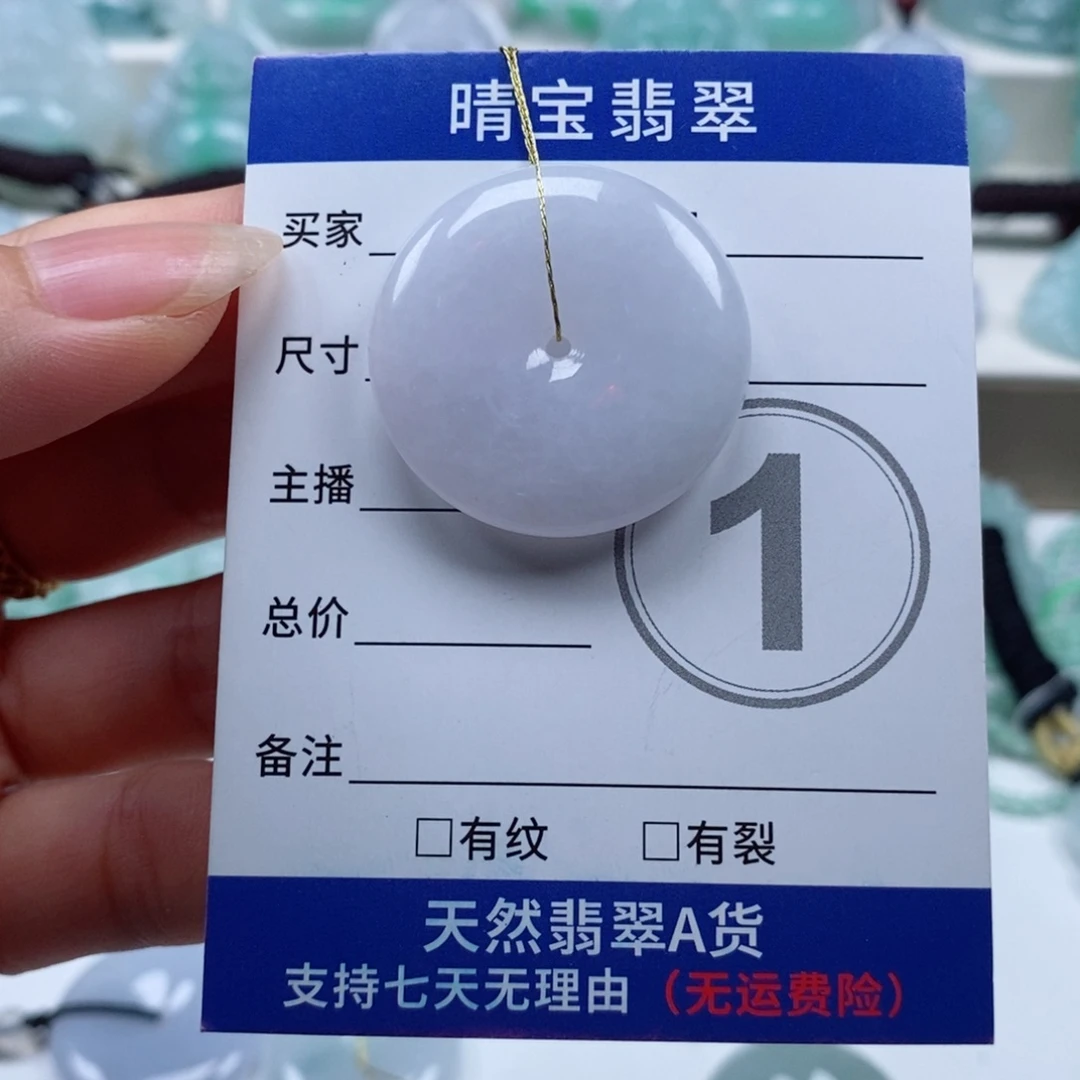 晴宝翡翠
买家
尺寸
主播
1
总价
备注
□有纹 □有裂
天然翡翠A货
支持七天无理由（无运费险）